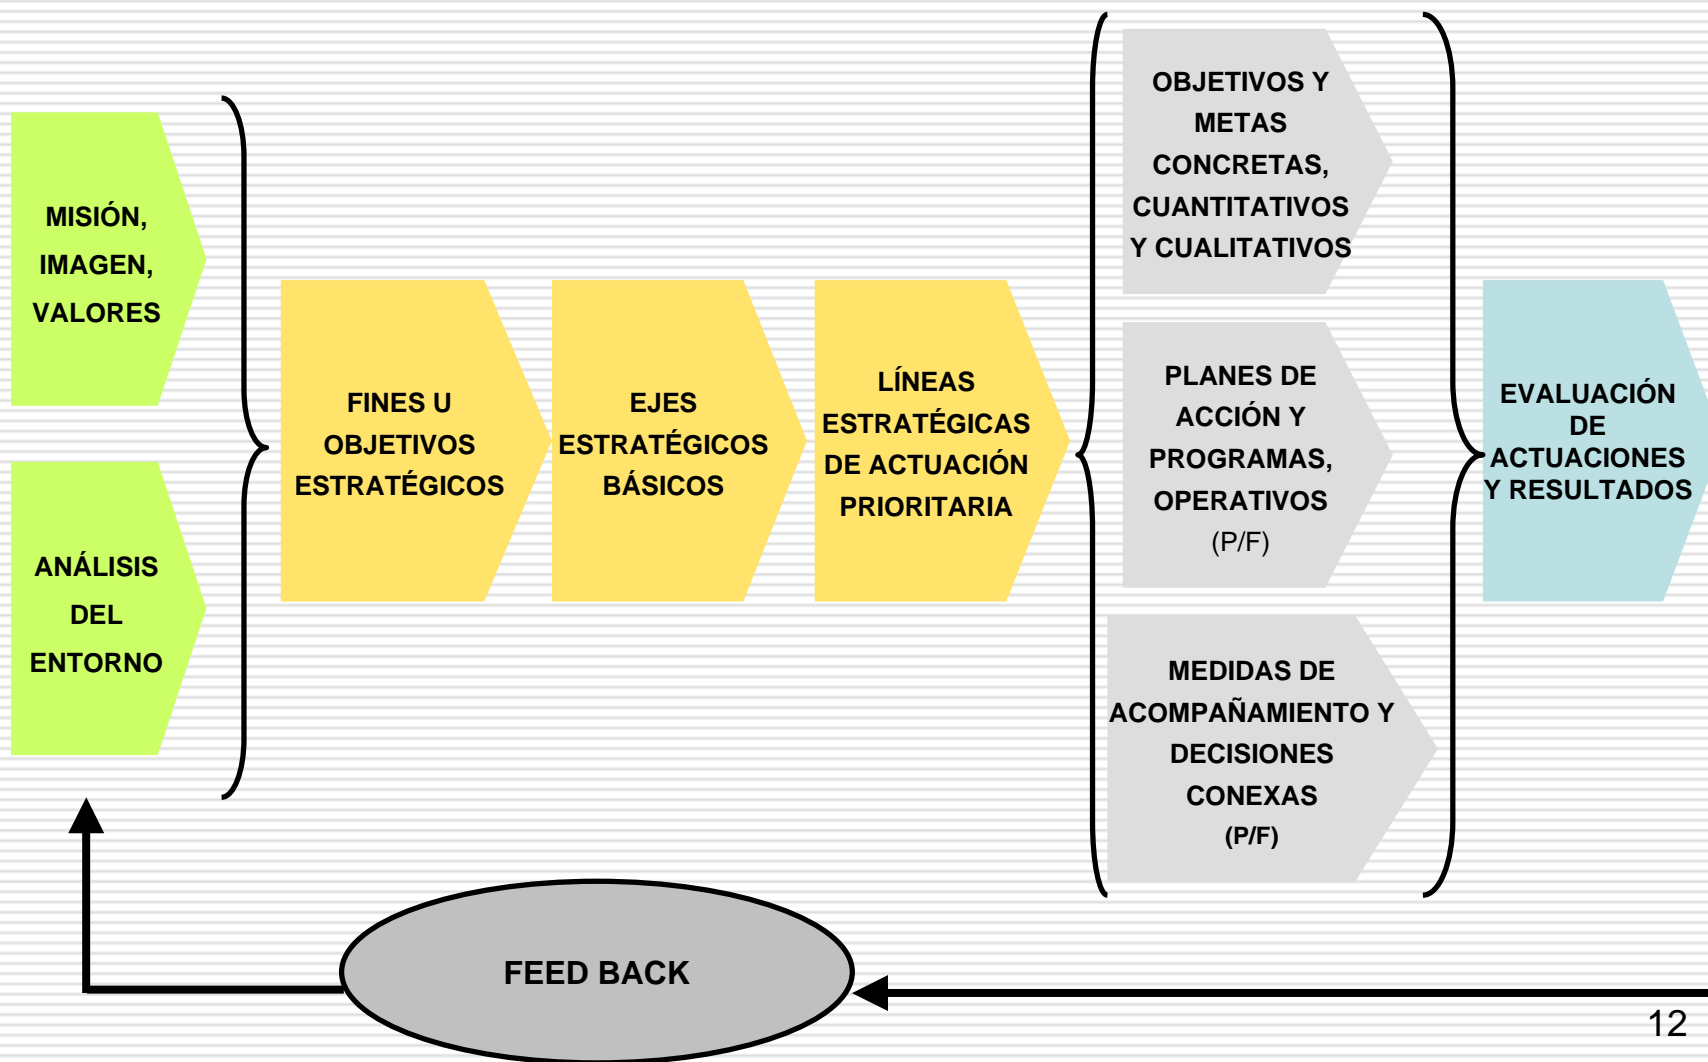 MISIÓN,
IMAGEN,
VALORES
ANÁLISIS
DEL
ENTORNO
FINES U
OBJETIVOS
ESTRATÉGICOS
EJES
ESTRATÉGICOS
BÁSICOS
LÍNEAS
ESTRATÉGICAS
DE ACTUACIÓN
PRIORITARIA
OBJETIVOS Y
METAS
CONCRETAS,
CUANTITATIVOS
Y CUALITATIVOS
PLANES DE
ACCIÓN Y
PROGRAMAS,
OPERATIVOS
(P/F)
MEDIDAS DE
ACOMPAÑAMIENTO Y
DECISIONES
CONEXAS
(P/F)
EVALUACIÓN
DE
ACTUACIONES
Y RESULTADOS
FEED BACK
12